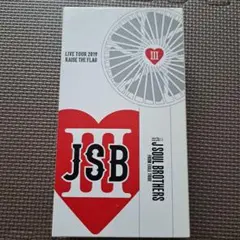 LIVE TOUR 2019
RAISE THE FLAG
III
JSB
III
J SOUL BROTHERS
FROM EXILE TRIBE